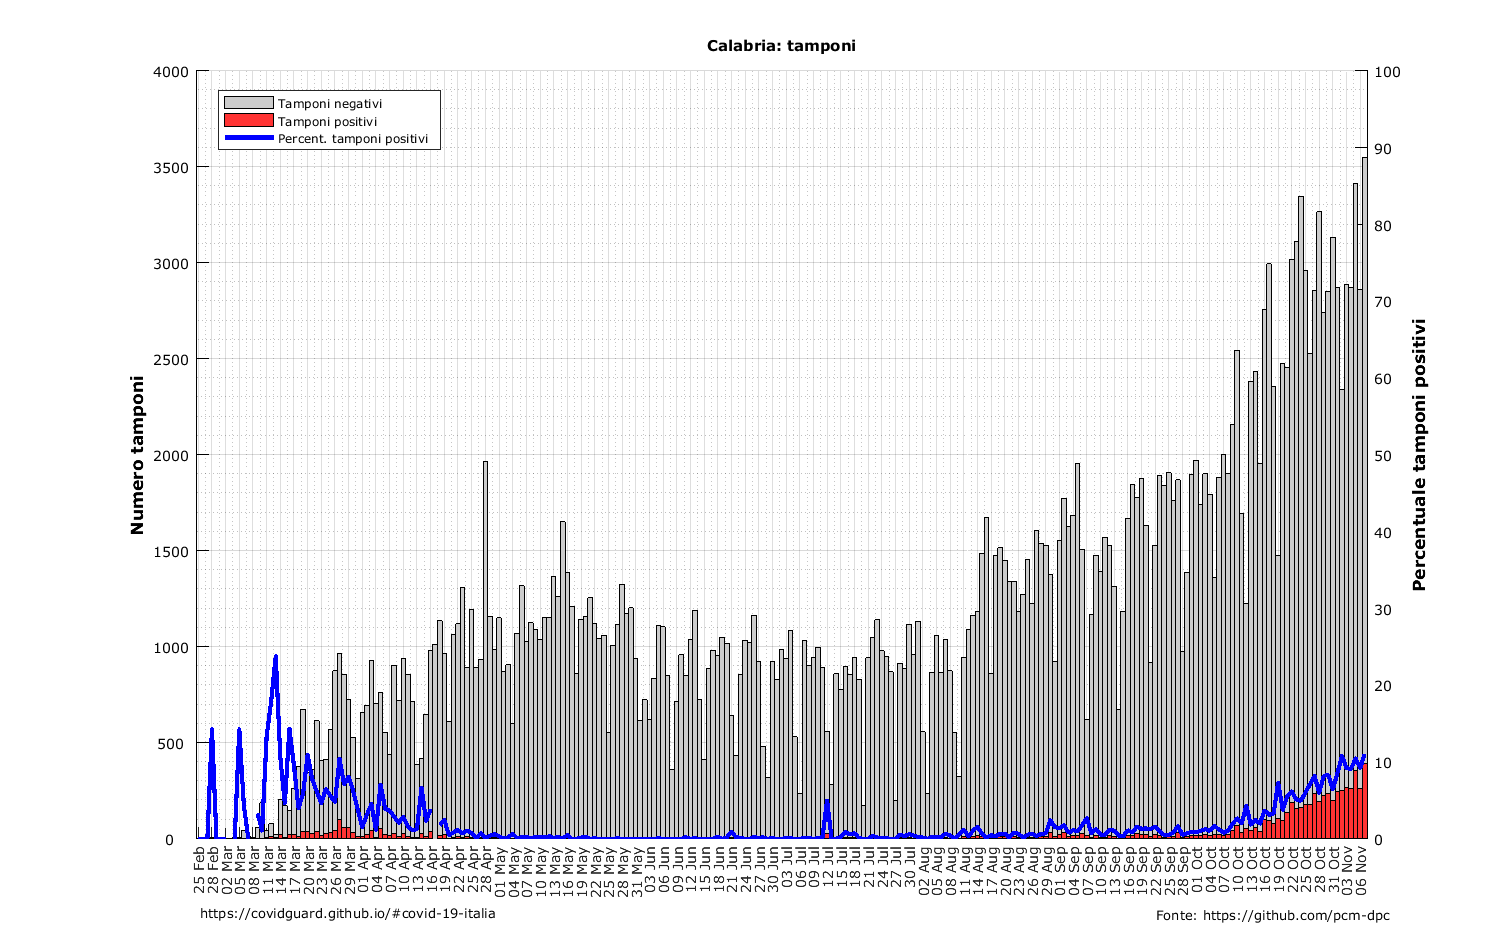 Calabria: tamponi
4000
3500
3000
2500
2000
1500
1000
500
0
Numero tamponi
Tamponi negativi
Tamponi positivi
Percent. tamponi positivi
100
90
80
70
60
50
40
30
20
10
0
Percentuale tamponi positivi
25 Feb
28 Feb
02 Mar
05 Mar
08 Mar
11 Mar
14 Mar
17 Mar
20 Mar
23 Mar
26 Mar
29 Mar
01 Apr
04 Apr
07 Apr
10 Apr
13 Apr
16 Apr
19 Apr
22 Apr
25 Apr
28 Apr
01 May
04 May
07 May
10 May
13 May
16 May
19 May
22 May
25 May
28 May
31 May
03 Jun
06 Jun
09 Jun
12 Jun
15 Jun
18 Jun
21 Jun
24 Jun
27 Jun
30 Jun
03 Jul
06 Jul
09 Jul
12 Jul
15 Jul
18 Jul
21 Jul
24 Jul
27 Jul
30 Jul
02 Aug
05 Aug
08 Aug
11 Aug
14 Aug
17 Aug
20 Aug
23 Aug
26 Aug
29 Aug
01 Sep
04 Sep
07 Sep
10 Sep
13 Sep
16 Sep
19 Sep
22 Sep
25 Sep
28 Sep
01 Oct
04 Oct
07 Oct
10 Oct
13 Oct
16 Oct
19 Oct
22 Oct
25 Oct
28 Oct
31 Oct
03 Nov
06 Nov
https://covidguard.github.io/#covid-19-italia
Fonte: https://github.com/pcm-dpc